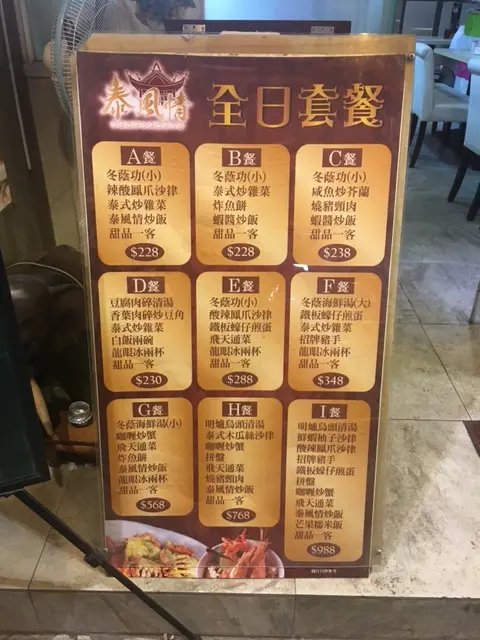 泰風情
全日套餐
A餐
冬蔭功(小)
辣酸鳳爪沙律
泰式炒雜菜
泰風情炒飯
甜品一客
$228
B餐
冬蔭功(小)
泰式炒雜菜
炸魚餅
蝦醬炒飯
甜品一客
$228
C餐
冬蔭功(小)
咸魚炒芥蘭
燒豬頸肉
蝦醬炒飯
甜品一客
$238
D餐
豆腐肉碎清湯
香葉肉碎炒豆角
泰式炒雜菜
白飯兩碗
龍眼冰兩杯
甜品一客
$230
E餐
冬蔭功(小)
酸辣鳳爪沙律
鐵板蠔仔煎蛋
飛天通菜
龍眼冰兩杯
甜品一客
$288
F餐
冬蔭海鮮湯(大)
鐵板蠔仔煎蛋
泰式炒雜菜
招牌豬手
龍眼冰兩杯
甜品一客
$348
G餐
冬蔭海鮮湯(小)
咖喱炒蟹
飛天通菜
炸魚餅
泰風情炒飯
龍眼冰兩杯
甜品一客
$568
H餐
明爐烏頭清湯
泰式木瓜絲沙律
咖喱炒蟹
拼盤
飛天通菜
燒豬頸肉
泰風情炒飯
甜品一客
$768
I餐
明爐烏頭清湯
鮮蝦柚子沙律
酸辣鳳爪沙律
招牌豬手
鐵板蠔仔煎蛋
拼盤
咖喱炒蟹
飛天通菜
泰風情炒飯
芒果糯米飯
甜品一客
$988